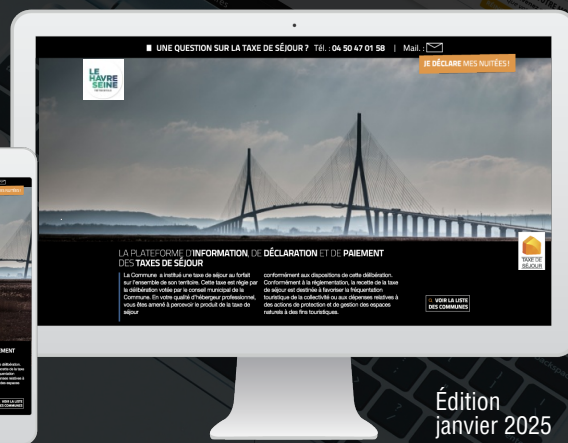 UNE QUESTION SUR LA TAXE DE SÉJOUR ? Tél. : 04 50 47 01 58 | Mail. :
JE DÉCLARE MES NUITÉES !
LE
HAVRE
SEINE
LA PLATEFORME D'INFORMATION, DE DÉCLARATION ET DE PAIEMENT
DES TAXES DE SÉJOUR
La Commune a institué une taxe de séjour au forfait
sur l'ensemble de son territoire. Cette taxe est régie par
la délibération votée par le conseil municipal de la
Commune. En votre qualité d'hébergeur professionnel,
vous êtes amené à percevoir le produit de la taxe de
séjour
conformément aux dispositions de cette délibération.
Conformément à la réglementation, la recette de la taxe
de séjour est destinée à favoriser la fréquentation
touristique de la collectivité ou aux dépenses relatives à
des actions de protection et de gestion des espaces
naturels à des fins touristiques.
VOIR LA LISTE
DES COMMUNES
TAXE DE
SÉJOUR
Édition
janvier 2025